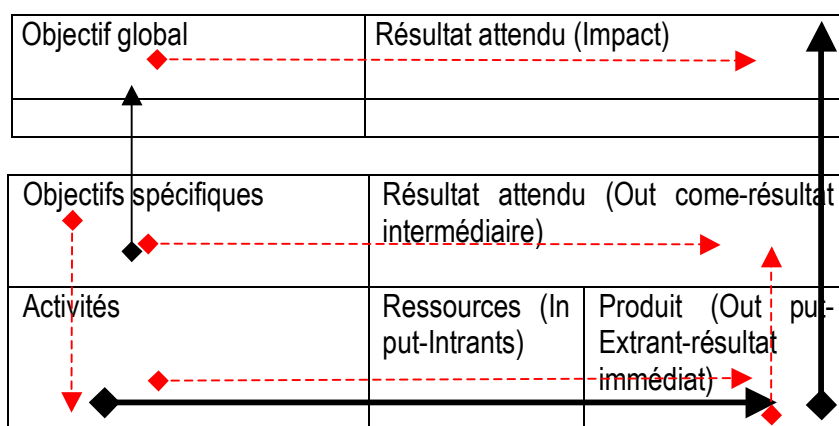 Objectif global
Résultat attendu (Impact)
Objectifs spécifiques
Résultat attendu (Out come-résultat
intermédiaire)
Activités
Ressources (In
put-Intrants)
Produit (Out put-
Extrant-résultat
immédiat)